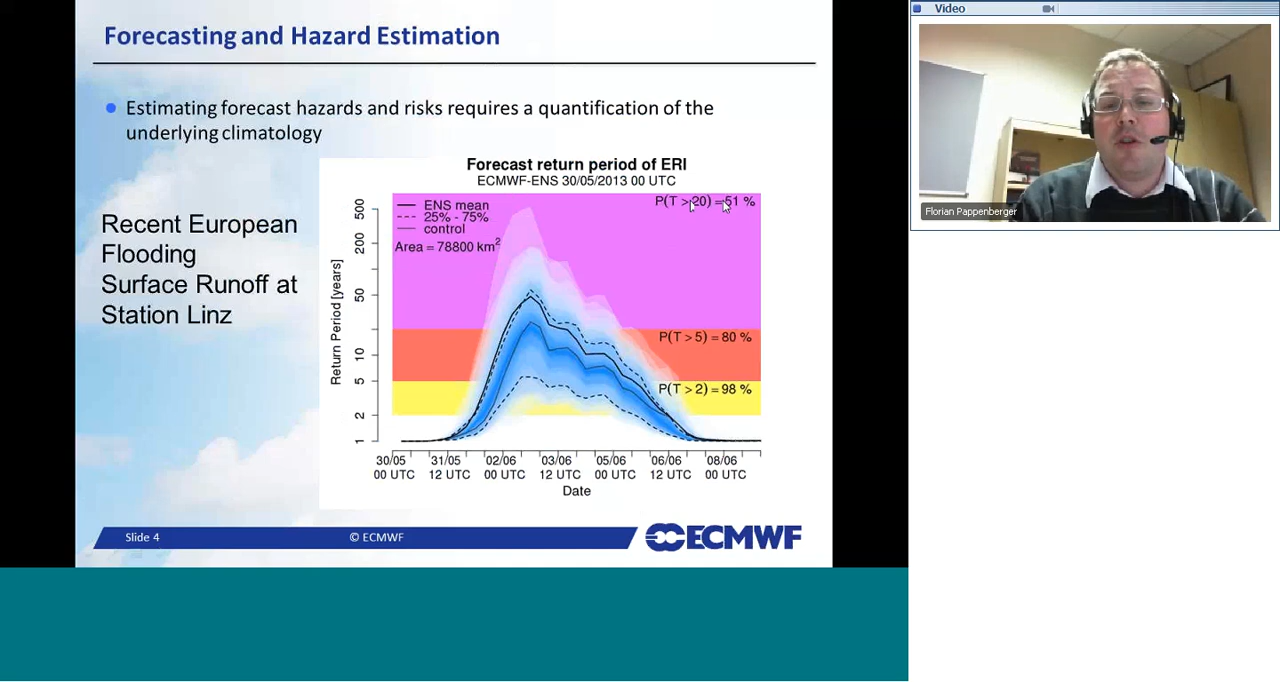 Forecasting and Hazard Estimation
Estimating forecast hazards and risks requires a quantification of the
underlying climatology
Recent European
Flooding
Surface Runoff at
Station Linz
Forecast return period of ERI
ECMWF-ENS 30/05/2013 00 UTC
ENS mean
25% - 75%
control
Area = 78800 km²
P(T > 20) = 51 %
P(T > 5) = 80 %
P(T > 2) = 98 %
Return Period [years]
500
200
50
10
5
2
1
30/05 31/05 02/06 03/06 05/06 06/06 08/06
00 UTC 12 UTC 00 UTC 12 UTC 00 UTC 12 UTC 00 UTC
Date
Slide 4
© ECMWF
ECMWF
Video
Florian Pappenberger